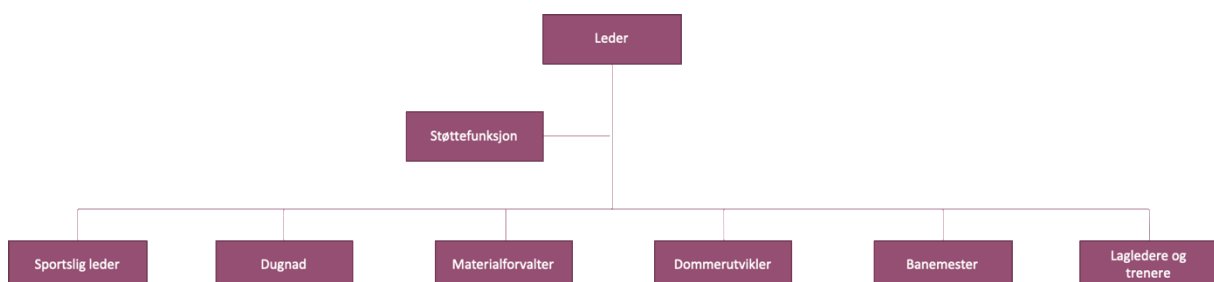 Leder
Støttefunksjon
Sportslig leder
Dugnad
Materialforvalter
Dommerutvikler
Banemester
Lagledere og
trenere